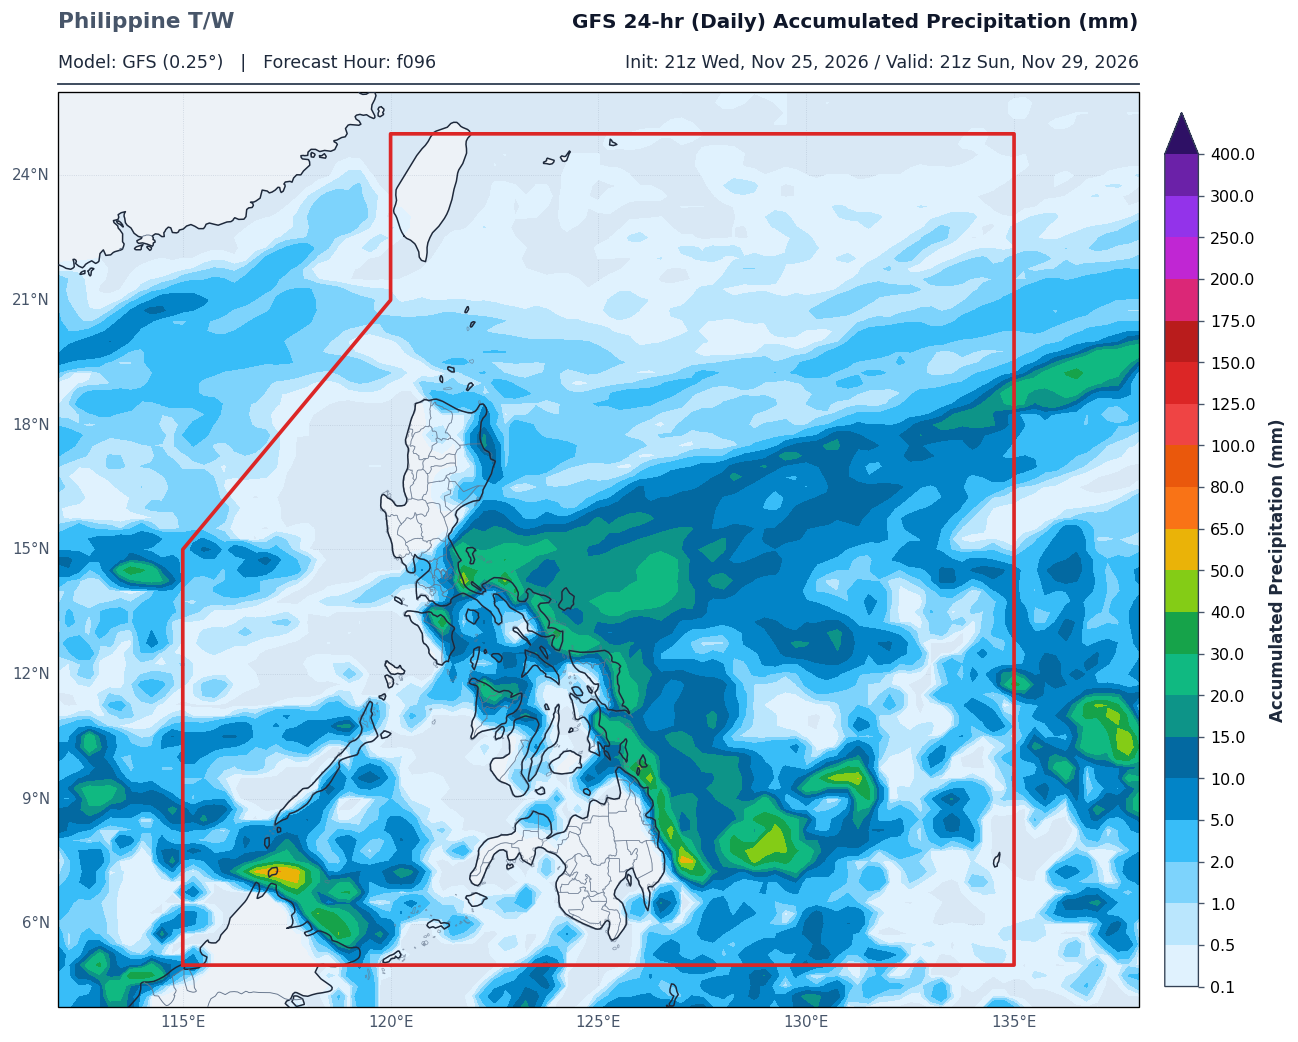 Philippine T/W
GFS 24-hr (Daily) Accumulated Precipitation (mm)
Model: GFS (0.25°) | Forecast Hour: f096
Init: 21z Wed, Nov 25, 2026 / Valid: 21z Sun, Nov 29, 2026
24°N
21°N
18°N
15°N
12°N
9°N
6°N
115°E
120°E
125°E
130°E
135°E
400.0
300.0
250.0
200.0
175.0
150.0
125.0
100.0
80.0
65.0
50.0
40.0
30.0
20.0
15.0
10.0
5.0
2.0
1.0
0.5
0.1
Accumulated Precipitation (mm)